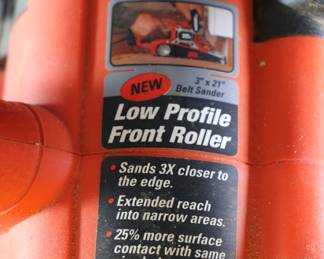 NEW
3" x 21"
Belt Sander
Low Profile
Front Roller
• Sands 3X closer to
the edge.
• Extended reach
into narrow areas.
• 25% more surface
contact with same